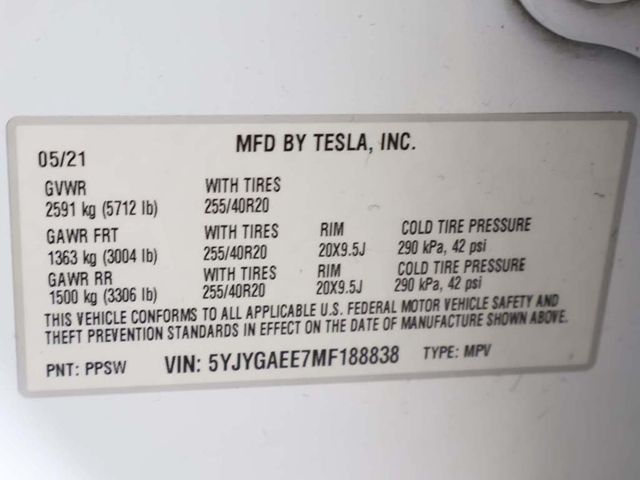 MFD BY TESLA, INC.
05/21
GVWR WITH TIRES
2591 kg (5712 lb) 255/40R20
GAWR FRT WITH TIRES RIM COLD TIRE PRESSURE
1363 kg (3004 lb) 255/40R20 20X9.5J 290 kPa, 42 psi
GAWR RR WITH TIRES RIM COLD TIRE PRESSURE
1500 kg (3306 lb) 255/40R20 20X9.5J 290 kPa, 42 psi
THIS VEHICLE CONFORMS TO ALL APPLICABLE U.S. FEDERAL MOTOR VEHICLE SAFETY AND
THEFT PREVENTION STANDARDS IN EFFECT ON THE DATE OF MANUFACTURE SHOWN ABOVE.
PNT: PPSW VIN: 5YJYGAEE7MF188838 TYPE: MPV